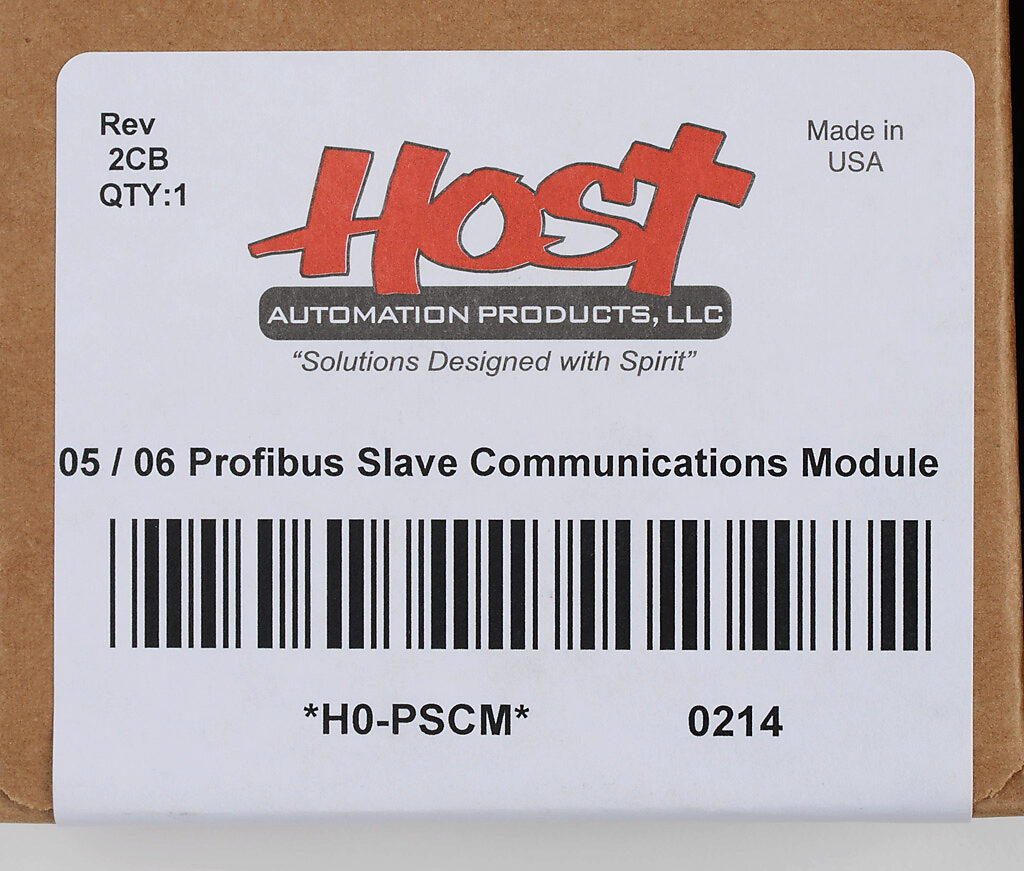 Rev
2CB
QTY:1
Made in
USA
HOST
AUTOMATION PRODUCTS, LLC
“Solutions Designed with Spirit”
05 / 06 Profibus Slave Communications Module
*H0-PSCM* 0214